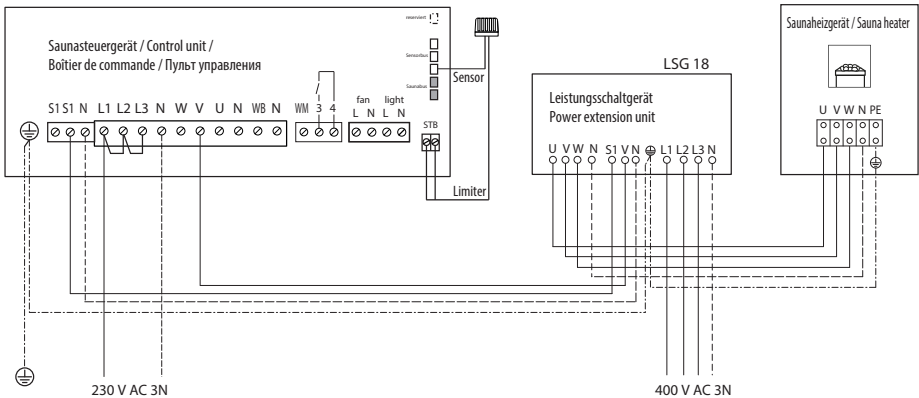 reserviert
Saunasteuergerät / Control unit /
Boîtier de commande / Пульт управления
Sensorbus
Saunabus
Sensor
S1 S1 N L1 L2 L3 N W V U N WB N
WM 3 4
fan light
L N L N
STB
Limiter
LSG 18
Leistungsschaltgerät
Power extension unit
U V W N S1 V N L1 L2 L3 N
Saunaheizgerät / Sauna heater
U V W N PE
230 V AC 3N
400 V AC 3N